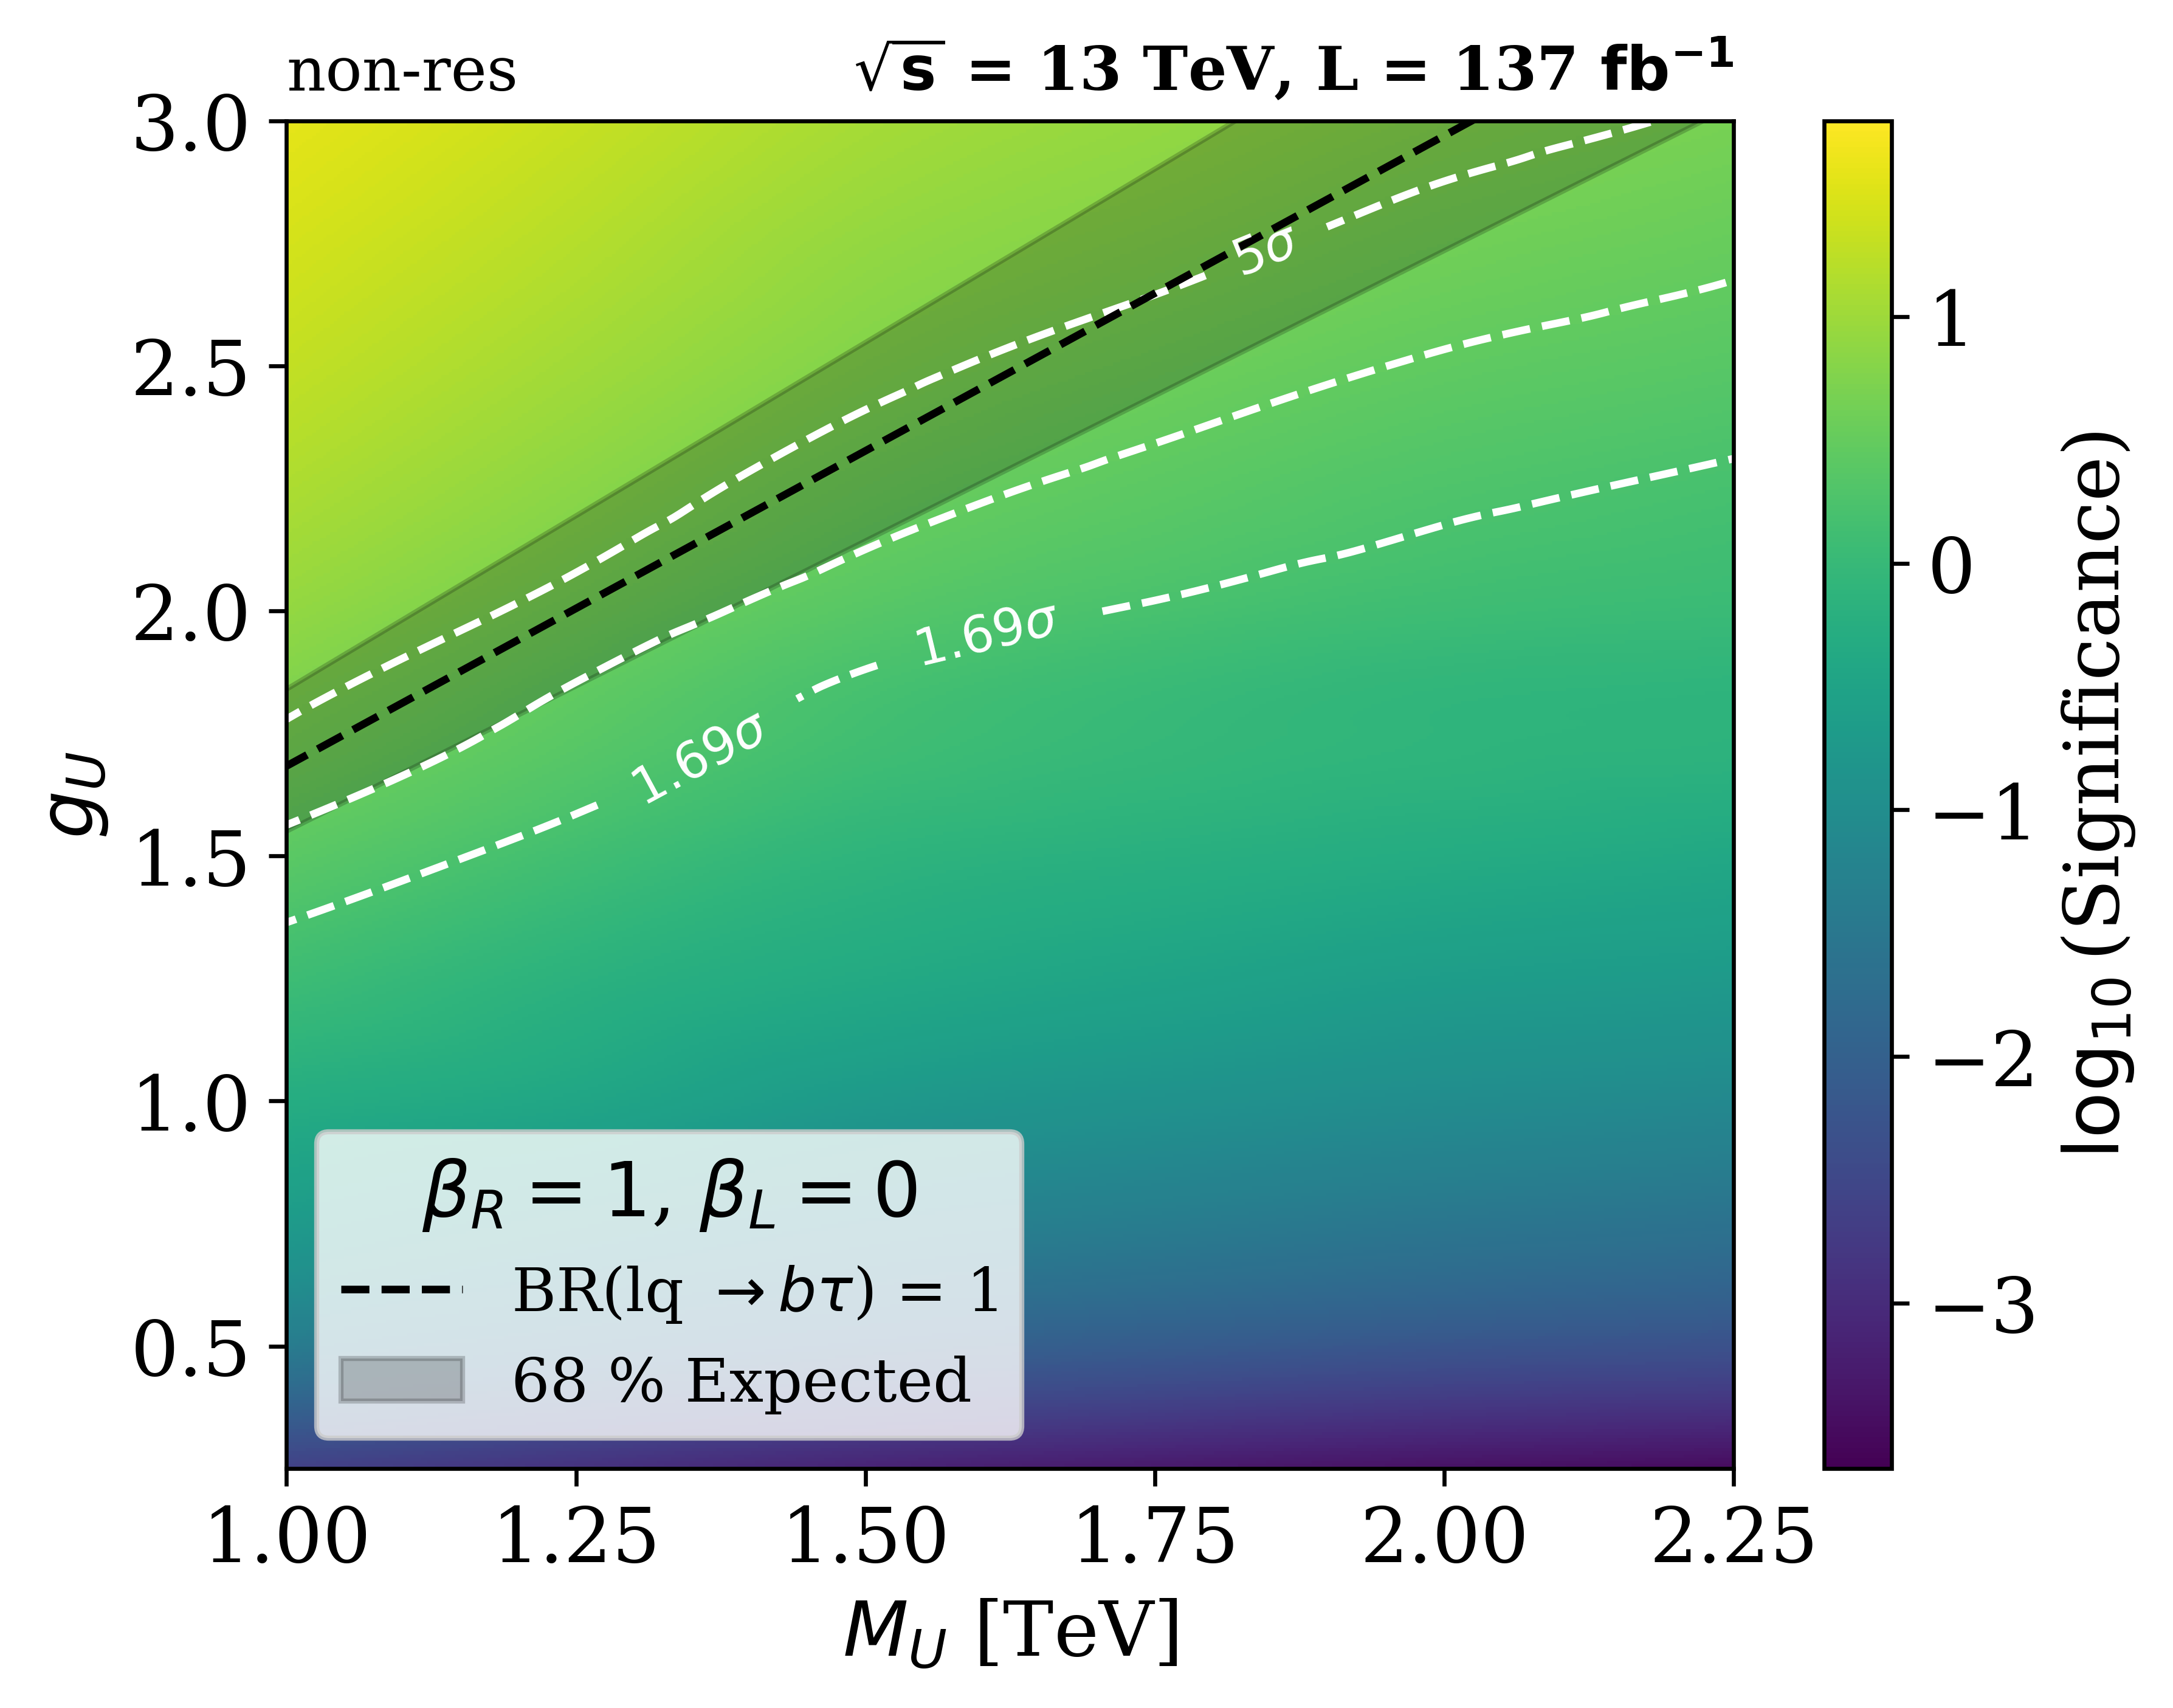 non-res
√s = 13 TeV, L = 137 fb⁻¹
3.0
2.5
2.0
1.5
1.0
0.5
g_U
5σ
1.69σ
1.69σ
β_R = 1, β_L = 0
BR(lq → bτ) = 1
68 % Expected
1.00 1.25 1.50 1.75 2.00 2.25
M_U [TeV]
1
0
−1
−2
−3
log₁₀ (Significance)